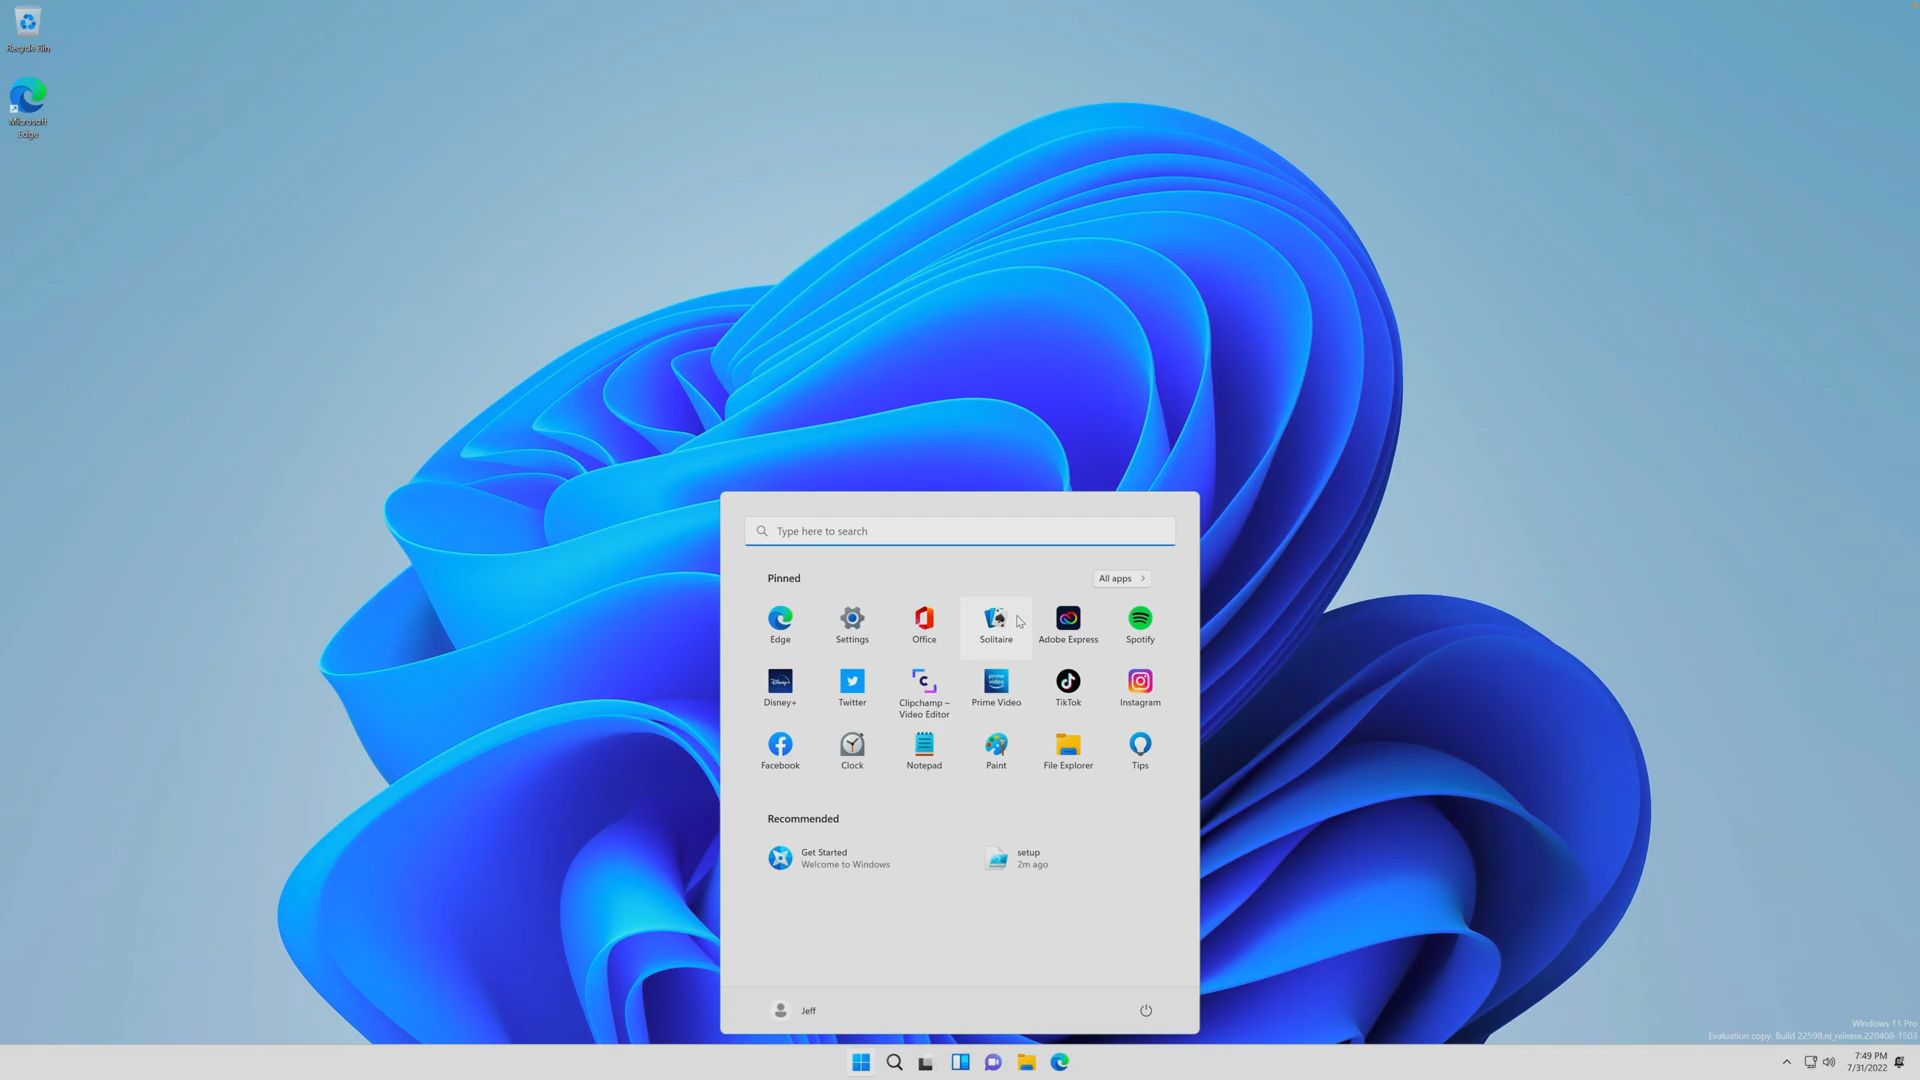 Recycle Bin
Microsoft
Edge
Type here to search
Pinned
All apps
Edge
Settings
Office
Solitaire
Adobe Express
Spotify
Disney+
Twitter
Clipchamp –
Video Editor
prime
video
Prime Video
TikTok
Instagram
Facebook
Clock
Notepad
Paint
File Explorer
Tips
Recommended
Get Started
Welcome to Windows
setup
2m ago
Jeff
Windows 11 Pro
Evaluation copy. Build 22598.ni_release.220408-1503
7:49 PM
7/31/2022